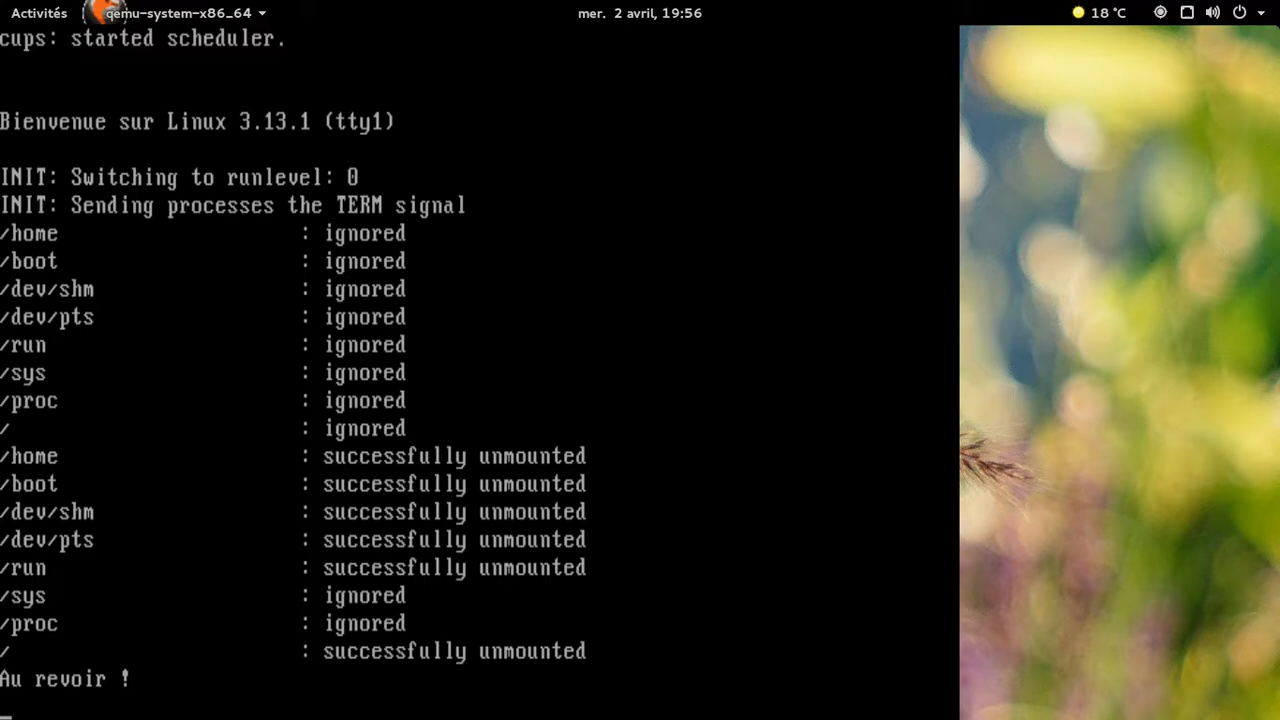 Activités qemu-system-x86_64 mer. 2 avril, 19:56 18 °C
cups: started scheduler.
Bienvenue sur Linux 3.13.1 (tty1)
INIT: Switching to runlevel: 0
INIT: Sending processes the TERM signal
/home : ignored
/boot : ignored
/dev/shm : ignored
/dev/pts : ignored
/run : ignored
/sys : ignored
/proc : ignored
/ : ignored
/home : successfully unmounted
/boot : successfully unmounted
/dev/shm : successfully unmounted
/dev/pts : successfully unmounted
/run : successfully unmounted
/sys : ignored
/proc : ignored
/ : successfully unmounted
Au revoir !